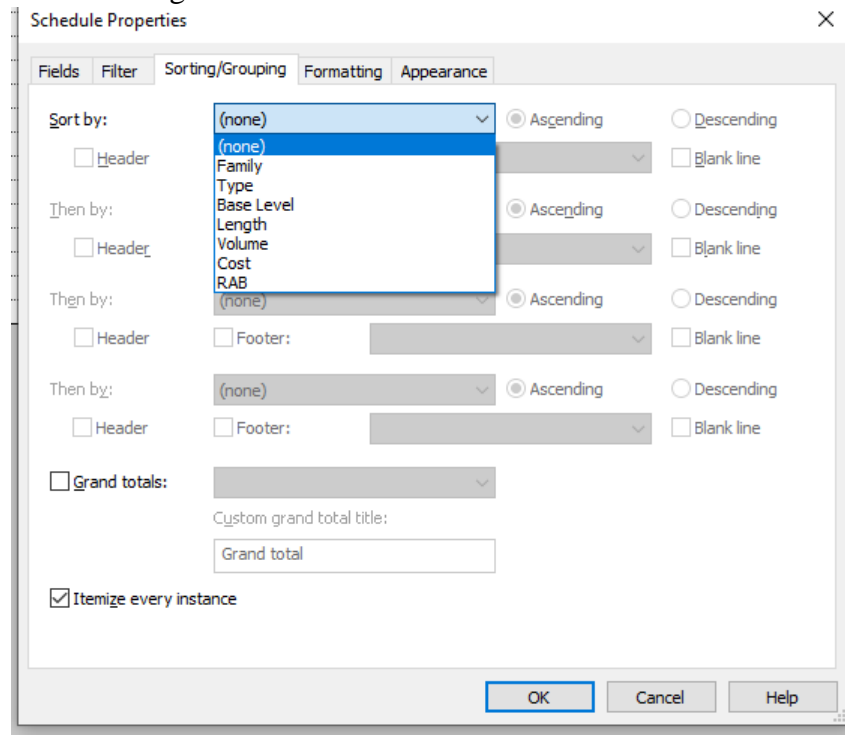 Schedule Properties
Fields Filter Sorting/Grouping Formatting Appearance
Sort by: (none) Ascending Descending
(none)
Header Blank line
Family
Type
Base Level
Then by: Ascending Descending
Length
Volume
Header Blank line
Cost
RAB
Then by: (none) Ascending Descending
Header Footer: Blank line
Then by: (none) Ascending Descending
Header Footer: Blank line
Grand totals:
Custom grand total title:
Grand total
Itemize every instance
OK Cancel Help